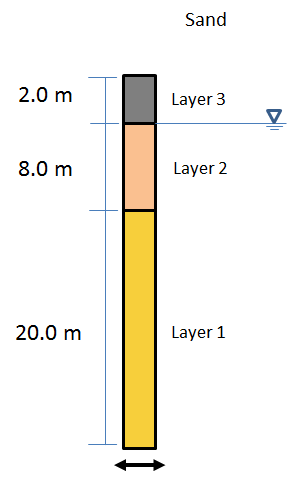 Sand
2.0 m
Layer 3
8.0 m
Layer 2
20.0 m
Layer 1